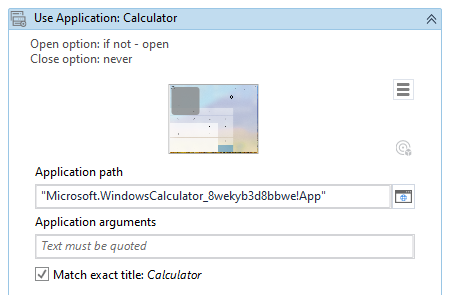 Use Application: Calculator
Open option: if not - open
Close option: never
Application path
"Microsoft.WindowsCalculator_8wekyb3d8bbwe!App"
Application arguments
Text must be quoted
Match exact title: Calculator